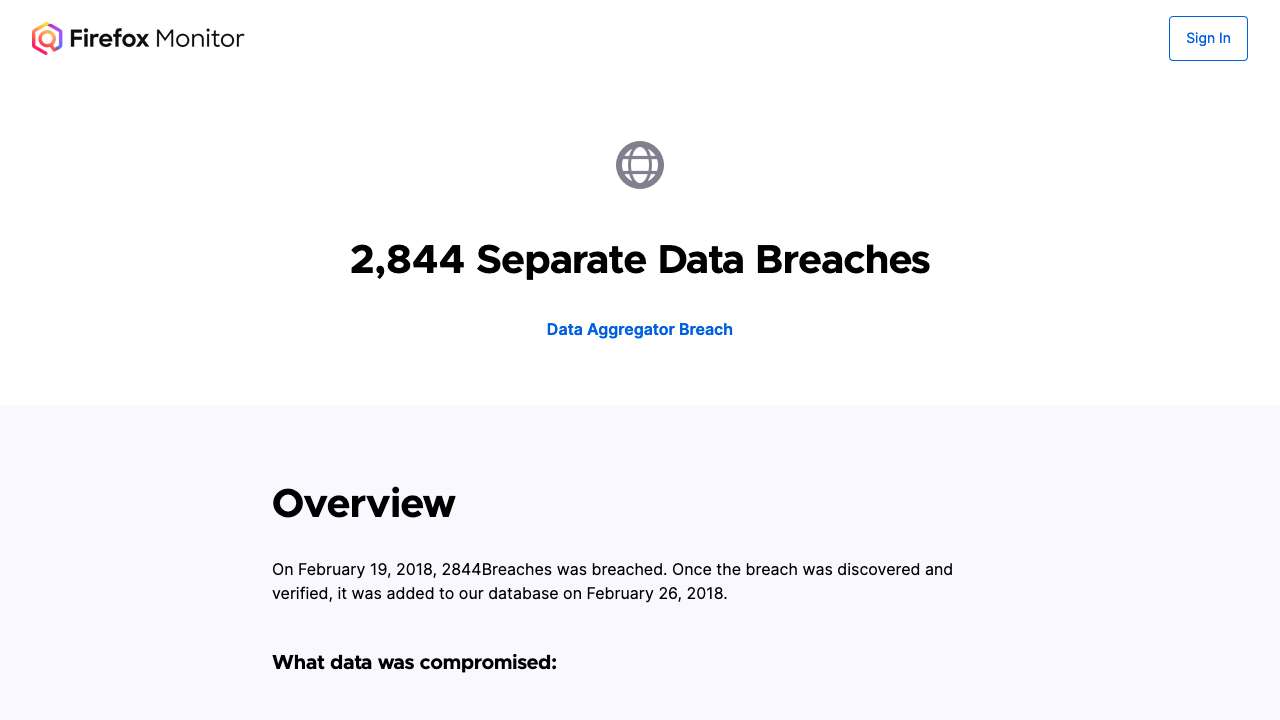 Firefox Monitor
Sign In
2,844 Separate Data Breaches
Data Aggregator Breach
Overview
On February 19, 2018, 2844Breaches was breached. Once the breach was discovered and
verified, it was added to our database on February 26, 2018.
What data was compromised: